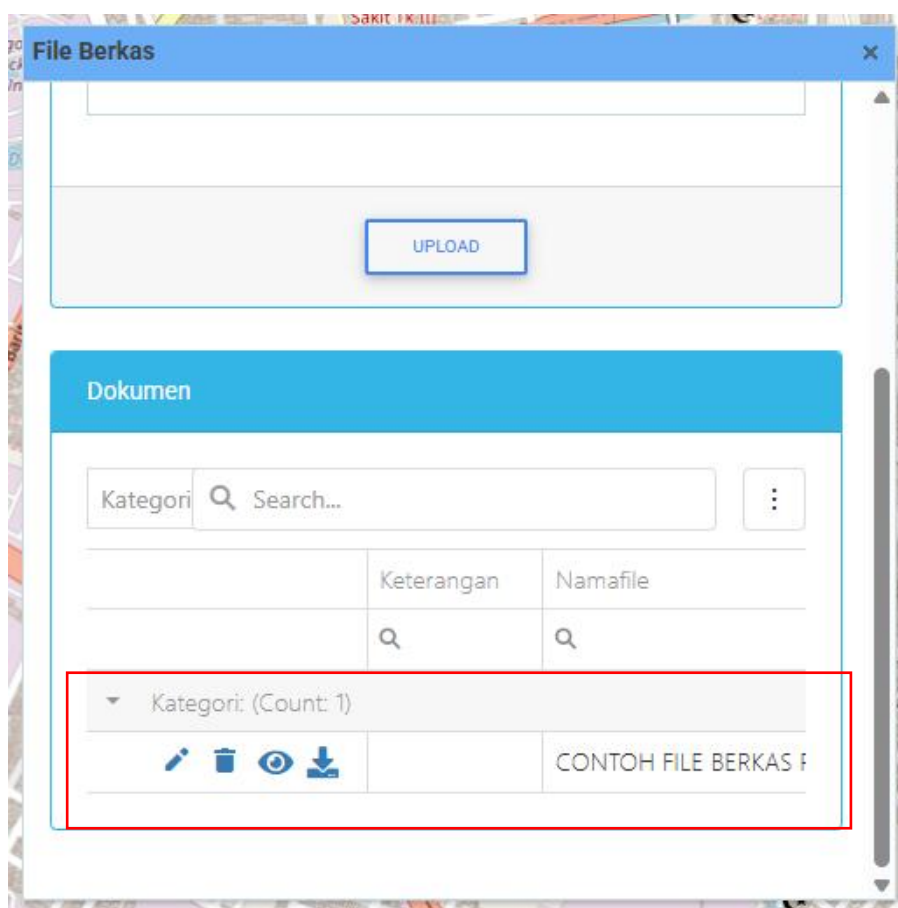 File Berkas
UPLOAD
Dokumen
Kategori Search...
Keterangan Namafile
Kategori: (Count: 1)
CONTOH FILE BERKAS